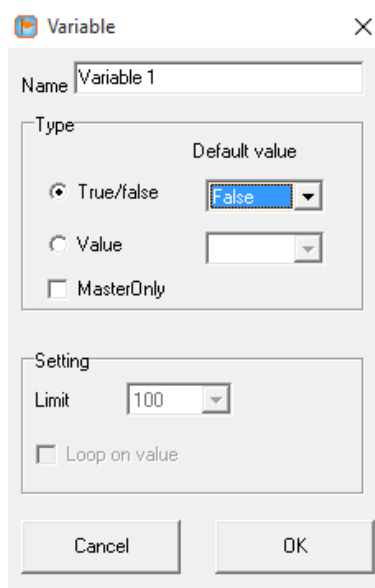 Variable
Name Variable 1
Type
Default value
True/false False
Value
MasterOnly
Setting
Limit 100
Loop on value
Cancel OK